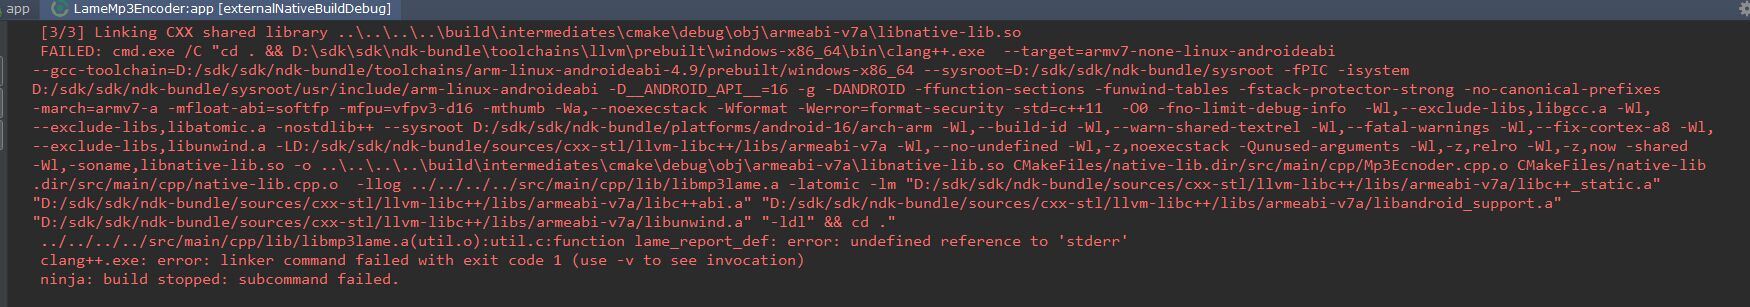 app LameMp3Encoder:app [externalNativeBuildDebug]
[3/3] Linking CXX shared library ..\..\..\..\build\intermediates\cmake\debug\obj\armeabi-v7a\libnative-lib.so
FAILED: cmd.exe /C "cd . && D:\sdk\sdk\ndk-bundle\toolchains\llvm\prebuilt\windows-x86_64\bin\clang++.exe  --target=armv7-none-linux-androideabi
--gcc-toolchain=D:/sdk/sdk/ndk-bundle/toolchains/arm-linux-androideabi-4.9/prebuilt/windows-x86_64 --sysroot=D:/sdk/sdk/ndk-bundle/sysroot -fPIC -isystem
D:/sdk/sdk/ndk-bundle/sysroot/usr/include/arm-linux-androideabi -D__ANDROID_API__=16 -g -DANDROID -ffunction-sections -funwind-tables -fstack-protector-strong -no-canonical-prefixes
-march=armv7-a -mfloat-abi=softfp -mfpu=vfpv3-d16 -mthumb -Wa,--noexecstack -Wformat -Werror=format-security -std=c++11  -O0 -fno-limit-debug-info  -Wl,--exclude-libs,libgcc.a -Wl,
--exclude-libs,libatomic.a -nostdlib++ --sysroot D:/sdk/sdk/ndk-bundle/platforms/android-16/arch-arm -Wl,--build-id -Wl,--warn-shared-textrel -Wl,--fatal-warnings -Wl,--fix-cortex-a8 -Wl,
--exclude-libs,libunwind.a -LD:/sdk/sdk/ndk-bundle/sources/cxx-stl/llvm-libc++/libs/armeabi-v7a -Wl,--no-undefined -Wl,-z,noexecstack -Qunused-arguments -Wl,-z,relro -Wl,-z,now -shared
-Wl,-soname,libnative-lib.so -o ..\..\..\..\build\intermediates\cmake\debug\obj\armeabi-v7a\libnative-lib.so CMakeFiles/native-lib.dir/src/main/cpp/Mp3Ecnoder.cpp.o CMakeFiles/native-lib
.dir/src/main/cpp/native-lib.cpp.o  -llog ../../../../src/main/cpp/lib/libmp3lame.a -latomic -lm "D:/sdk/sdk/ndk-bundle/sources/cxx-stl/llvm-libc++/libs/armeabi-v7a/libc++_static.a"
"D:/sdk/sdk/ndk-bundle/sources/cxx-stl/llvm-libc++/libs/armeabi-v7a/libc++abi.a" "D:/sdk/sdk/ndk-bundle/sources/cxx-stl/llvm-libc++/libs/armeabi-v7a/libandroid_support.a"
"D:/sdk/sdk/ndk-bundle/sources/cxx-stl/llvm-libc++/libs/armeabi-v7a/libunwind.a" "-ldl" && cd ."
../../../../src/main/cpp/lib/libmp3lame.a(util.o):util.c:function lame_report_def: error: undefined reference to 'stderr'
clang++.exe: error: linker command failed with exit code 1 (use -v to see invocation)
ninja: build stopped: subcommand failed.